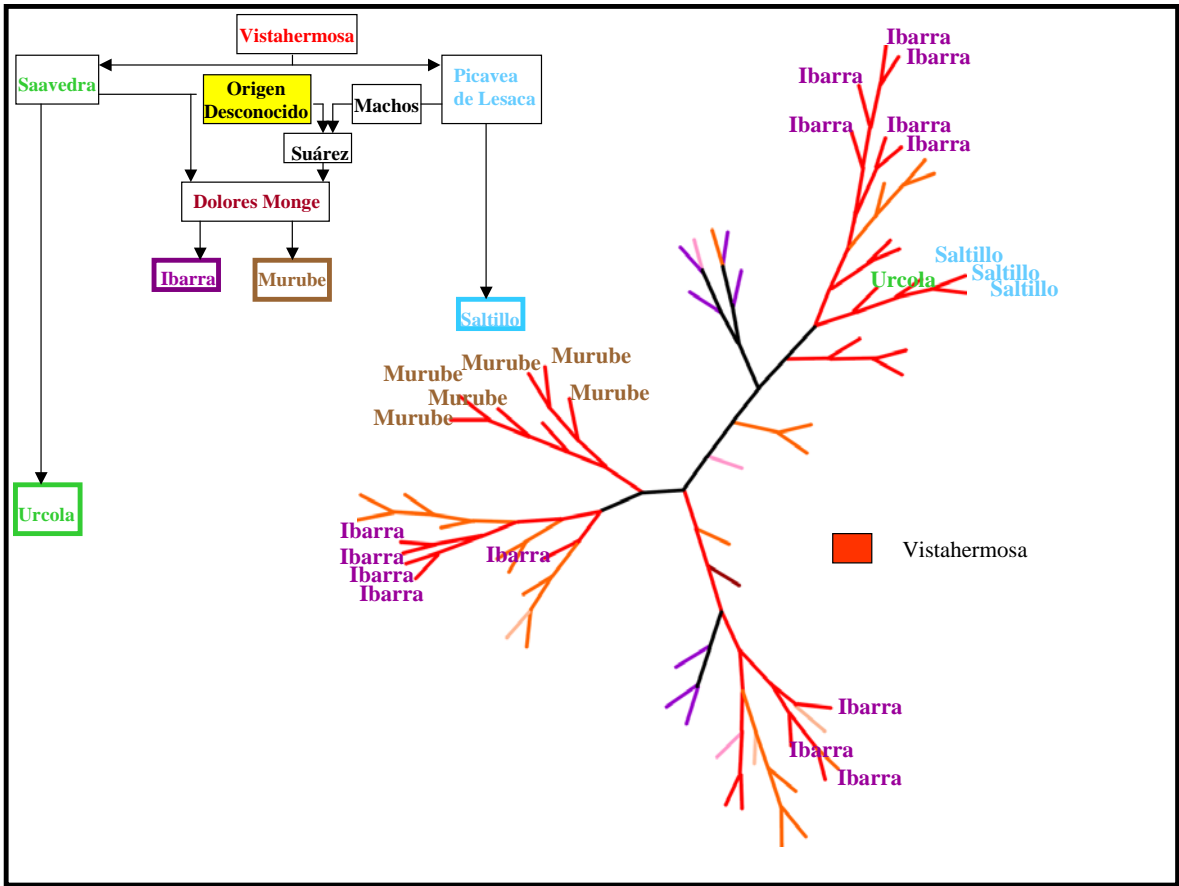 Vistahermosa
Saavedra
Origen
Desconocido
Machos
Picavea
de Lesaca
Suárez
Dolores Monge
Ibarra
Murube
Saltillo
Urcola
Ibarra
Ibarra
Ibarra
Ibarra
Ibarra
Ibarra
Saltillo
Urcola
Saltillo
Saltillo
Murube
Murube
Murube
Murube
Murube
Murube
Ibarra
Ibarra
Ibarra
Ibarra
Ibarra
Vistahermosa
Ibarra
Ibarra
Ibarra